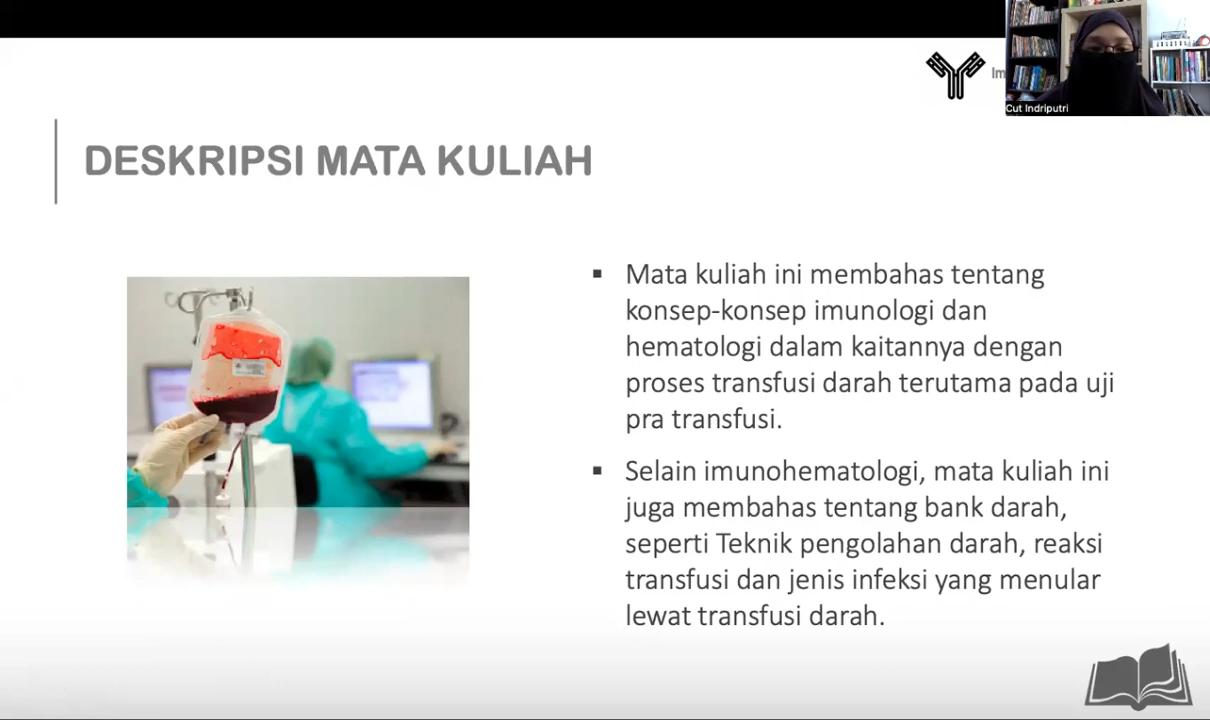 Cut Indriputri
DESKRIPSI MATA KULIAH
▪ Mata kuliah ini membahas tentang
konsep-konsep imunologi dan
hematologi dalam kaitannya dengan
proses transfusi darah terutama pada uji
pra transfusi.
▪ Selain imunohematologi, mata kuliah ini
juga membahas tentang bank darah,
seperti Teknik pengolahan darah, reaksi
transfusi dan jenis infeksi yang menular
lewat transfusi darah.